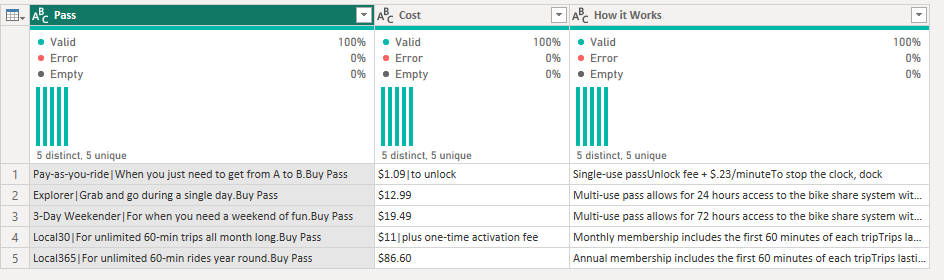 ABC Pass ABC Cost ABC How it Works
Valid 100% Valid 100% Valid 100%
Error 0% Error 0% Error 0%
Empty 0% Empty 0% Empty 0%
5 distinct, 5 unique 5 distinct, 5 unique 5 distinct, 5 unique
1 Pay-as-you-ride|When you just need to get from A to B.Buy Pass $1.09|to unlock Single-use passUnlock fee + $.23/minuteTo stop the clock, dock
2 Explorer|Grab and go during a single day.Buy Pass $12.99 Multi-use pass allows for 24 hours access to the bike share system wit...
3 3-Day Weekender|For when you need a weekend of fun.Buy Pass $19.49 Multi-use pass allows for 72 hours access to the bike share system wit...
4 Local30|For unlimited 60-min trips all month long.Buy Pass $11|plus one-time activation fee Monthly membership includes the first 60 minutes of each tripTrips la...
5 Local365|For unlimited 60-min rides year round.Buy Pass $86.60 Annual membership includes the first 60 minutes of each tripTrips lasti...